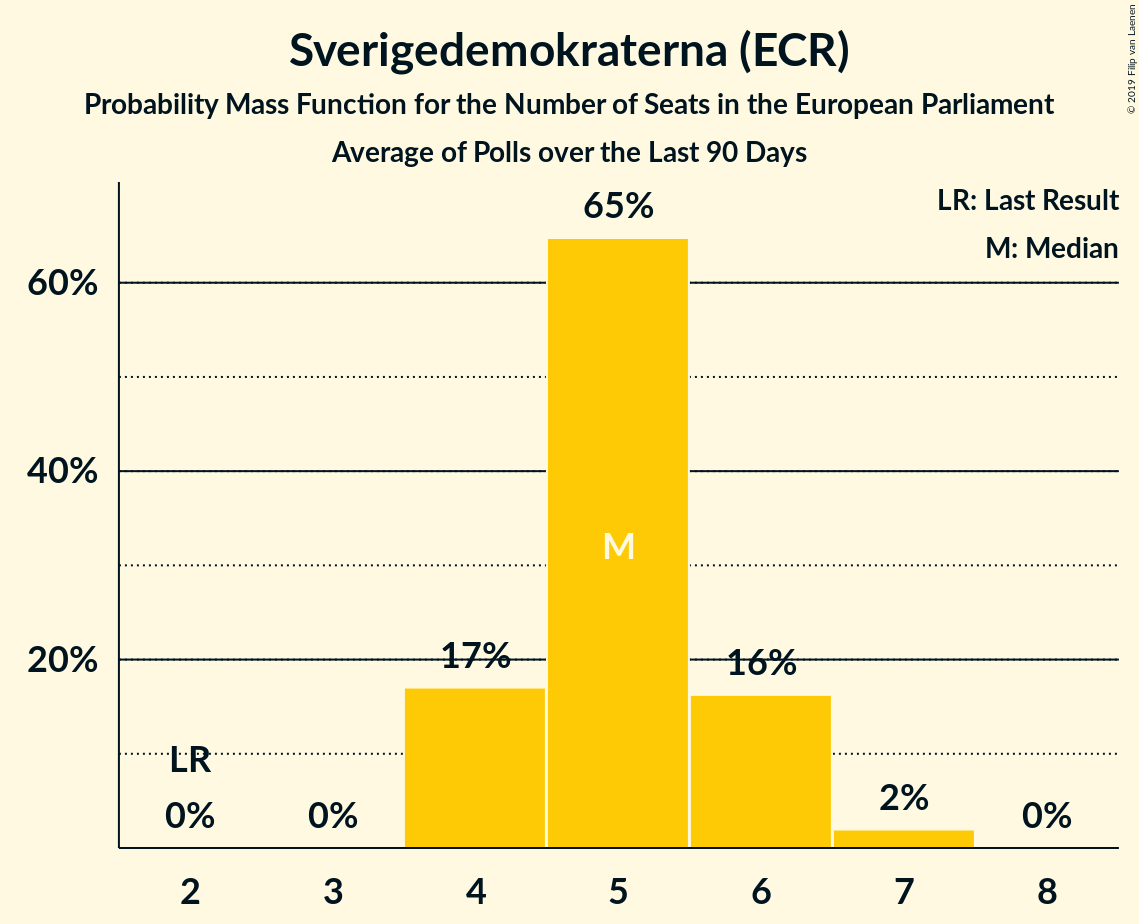 Sverigedemokraterna (ECR)
Probability Mass Function for the Number of Seats in the European Parliament
Average of Polls over the Last 90 Days
© 2019 Filip van Laenen
LR: Last Result
M: Median
65%
60%
40%
M
20%
17%
16%
LR
0%
0%
2%
0%
2
3
4
5
6
7
8